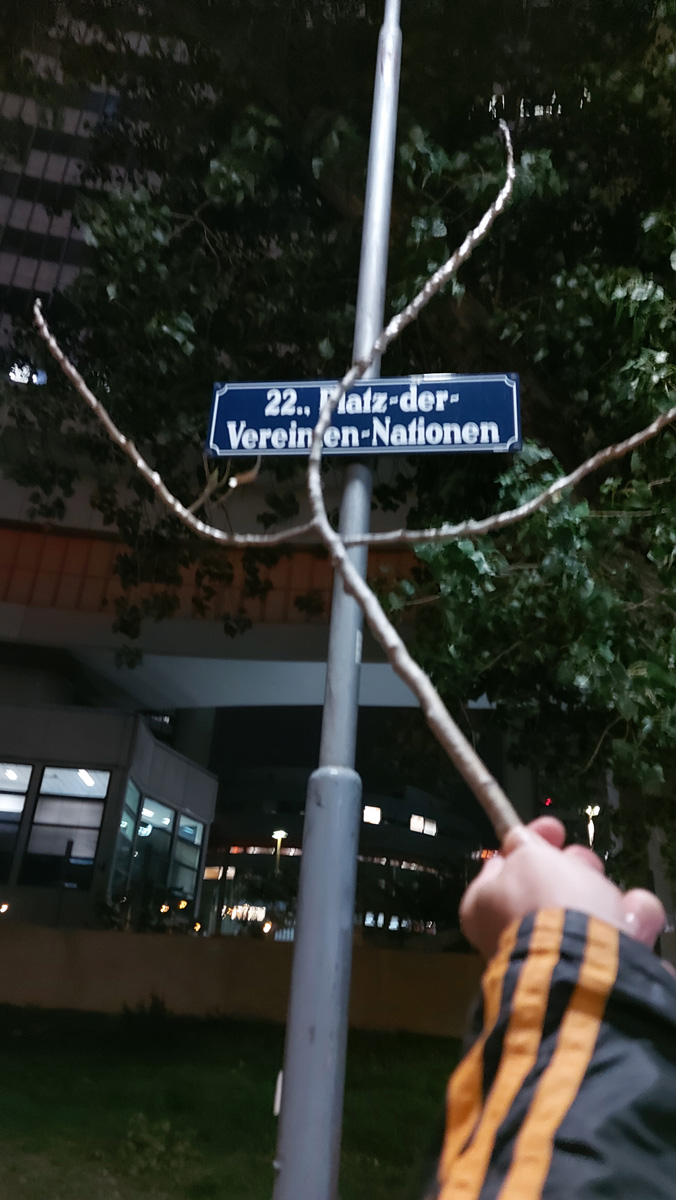 22., Platz-der-
Vereinten-Nationen